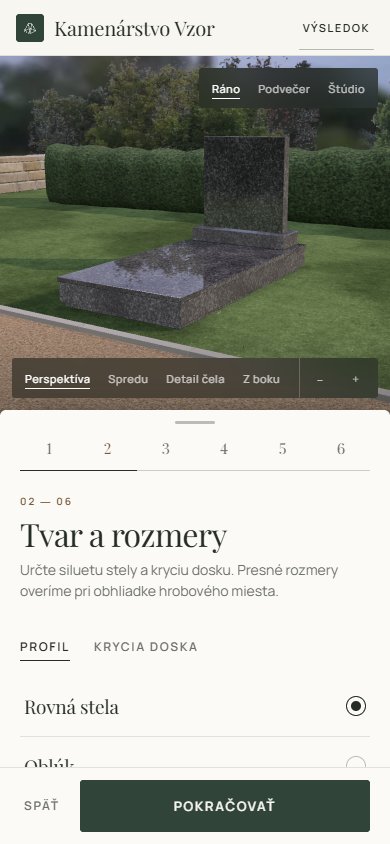 Kamenárstvo Vzor
VÝSLEDOK
Ráno Podvečer Štúdio
Perspektíva Spredu Detail čela Z boku – +
1 2 3 4 5 6
02 — 06
Tvar a rozmery
Určte siluetu stely a kryciu dosku. Presné rozmery
overíme pri obhliadke hrobového miesta.
PROFIL KRYCIA DOSKA
Rovná stela
Oblúk
SPÄŤ POKRAČOVAŤ